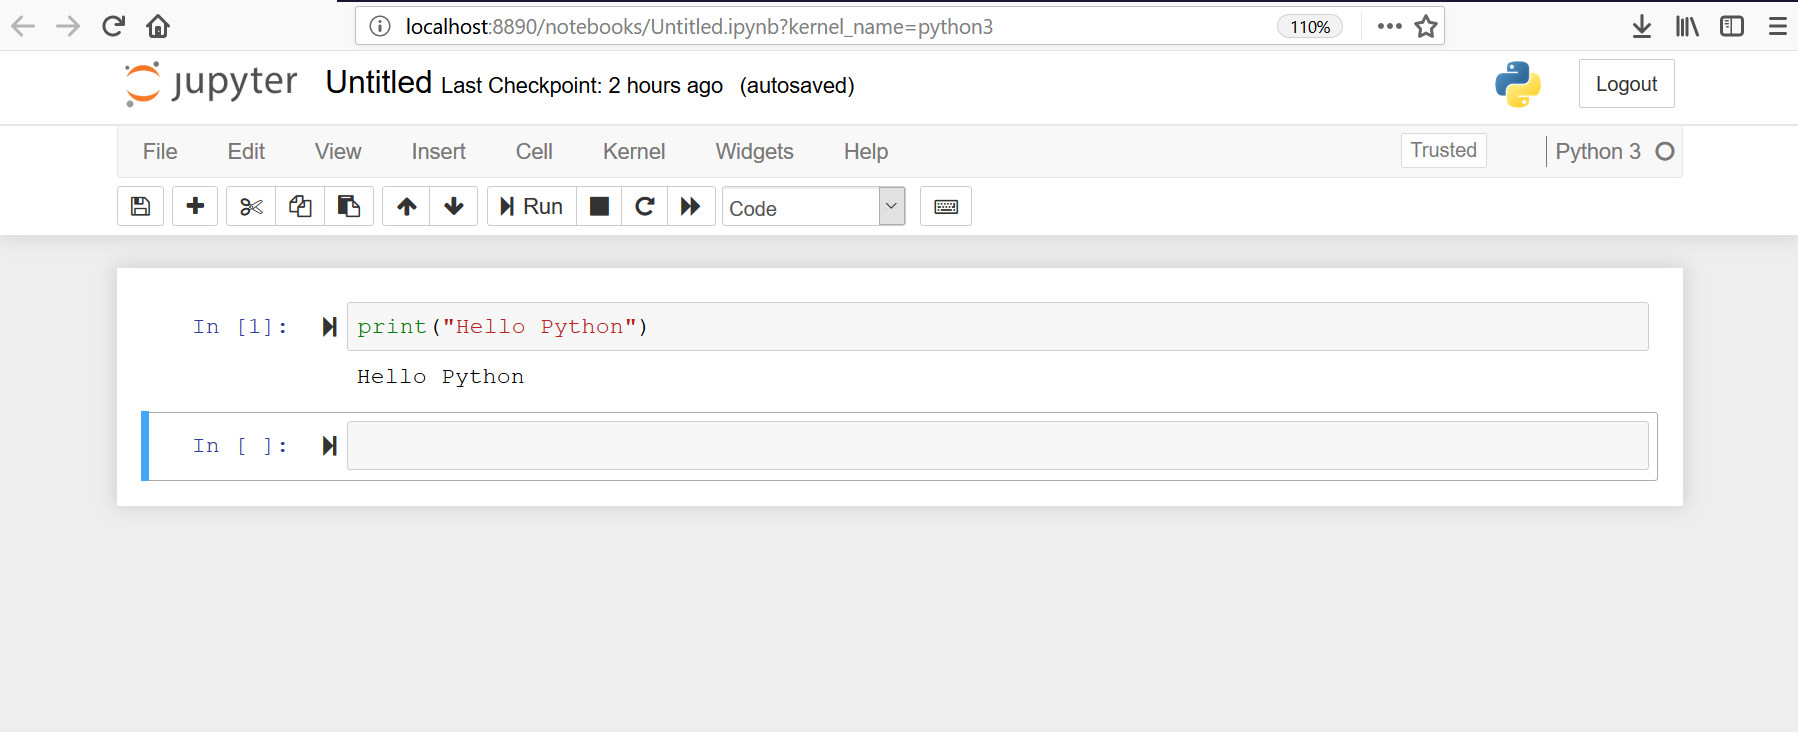 localhost:8890/notebooks/Untitled.ipynb?kernel_name=python3 110%
jupyter Untitled Last Checkpoint: 2 hours ago (autosaved) Logout
File Edit View Insert Cell Kernel Widgets Help Trusted Python 3
Run Code
In [1]: print("Hello Python")
Hello Python
In [ ]: